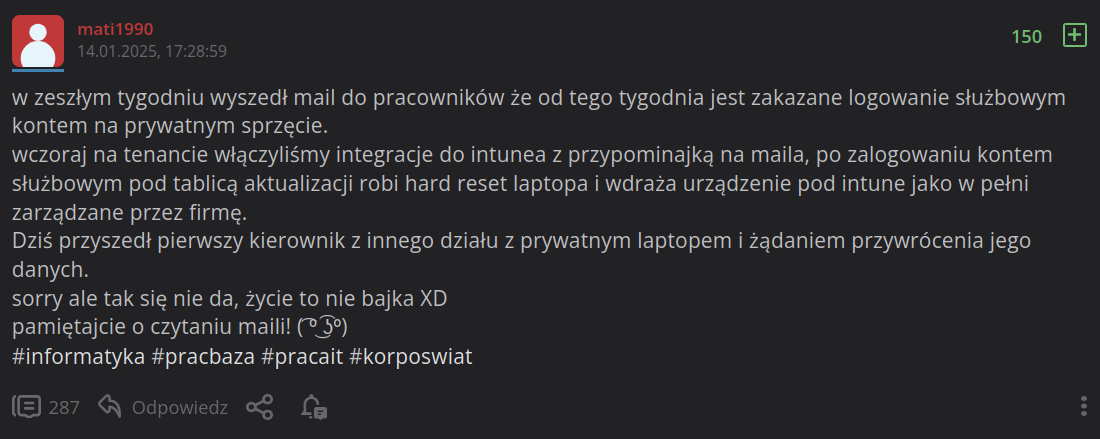 mati1990
14.01.2025, 17:28:59
150
w zeszłym tygodniu wyszedł mail do pracowników że od tego tygodnia jest zakazane logowanie służbowym
kontem na prywatnym sprzęcie.
wczoraj na tenancie włączyliśmy integracje do intunea z przypominajką na maila, po zalogowaniu kontem
służbowym pod tablicą aktualizacji robi hard reset laptopa i wdraża urządzenie pod intune jako w pełni
zarządzane przez firmę.
Dziś przyszedł pierwszy kierownik z innego działu z prywatnym laptopem i żądaniem przywrócenia jego
danych.
sorry ale tak się nie da, życie to nie bajka XD
pamiętajcie o czytaniu maili! ( ͡º ͜ʖ͡º)
#informatyka #pracbaza #pracait #korposwiat
287 Odpowiedz